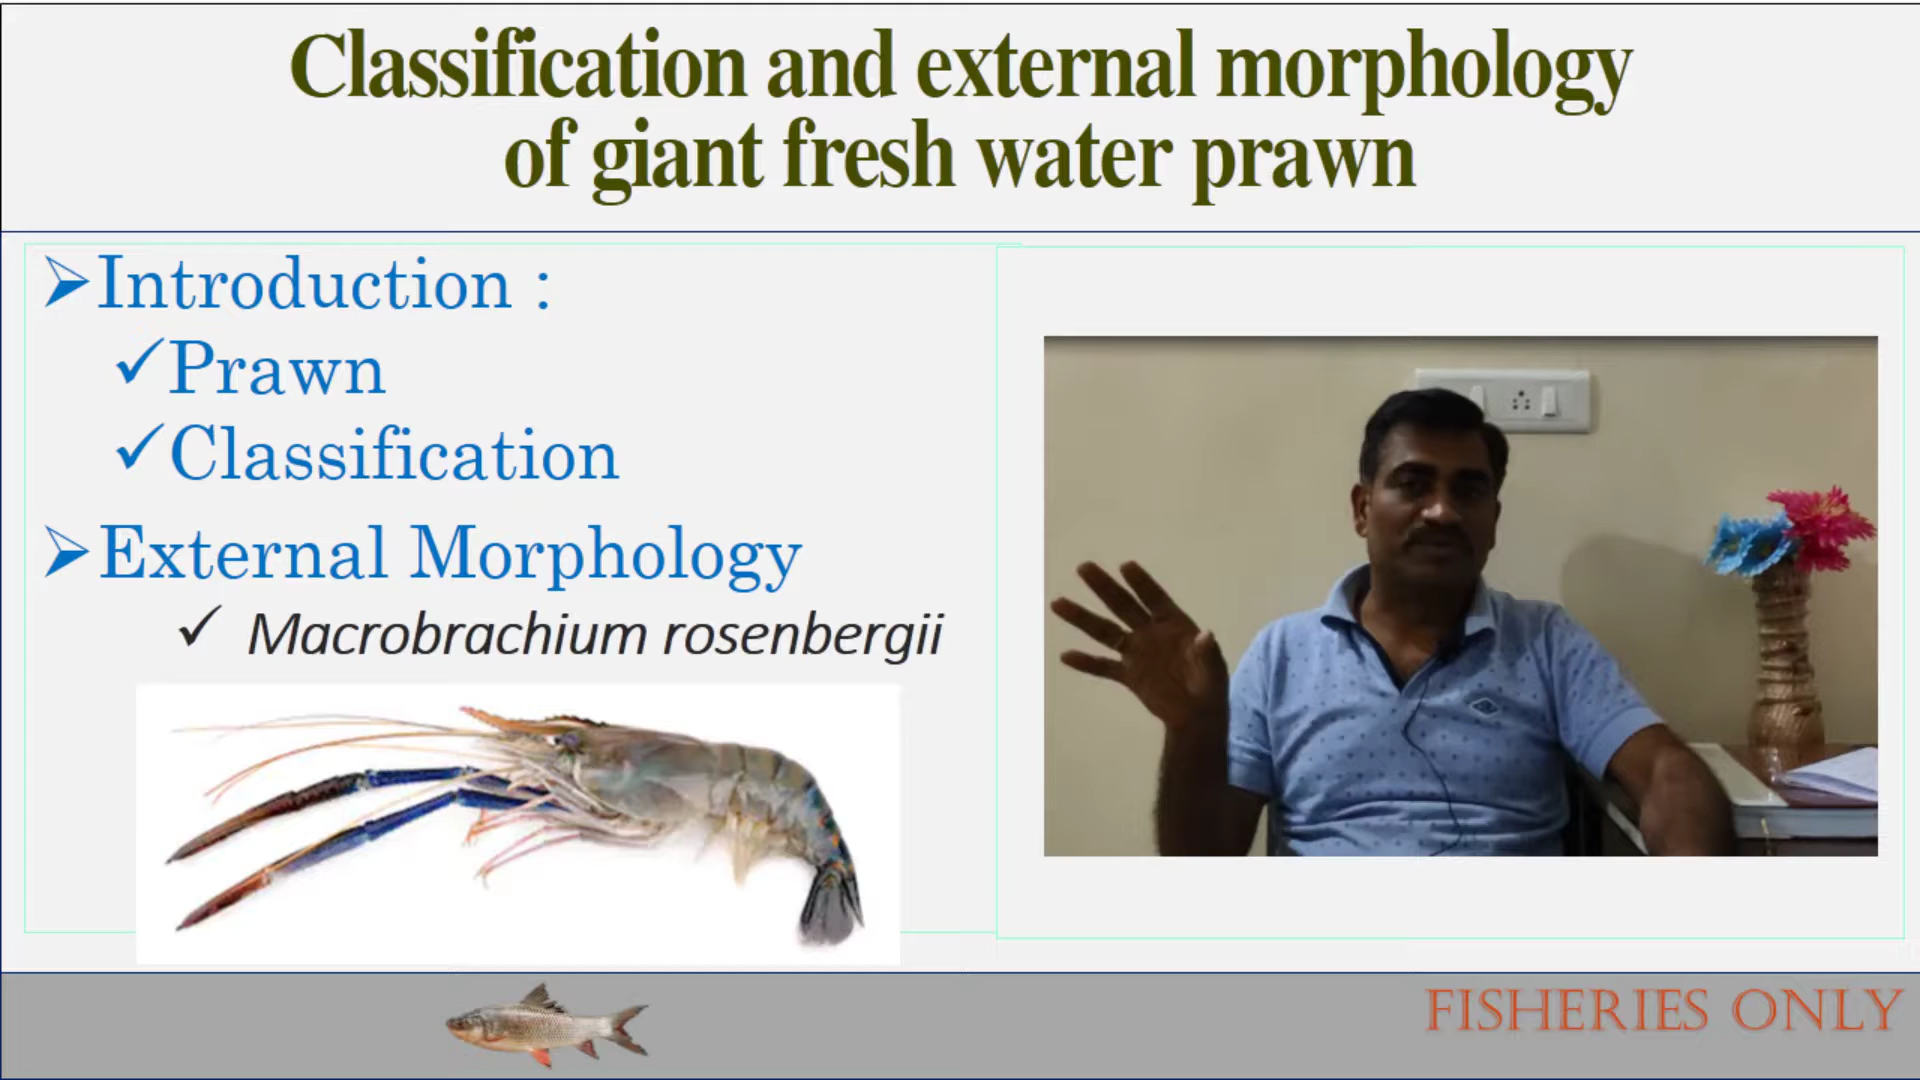 Classification and external morphology
of giant fresh water prawn
Introduction :
Prawn
Classification
External Morphology
Macrobrachium rosenbergii
FISHERIES ONLY